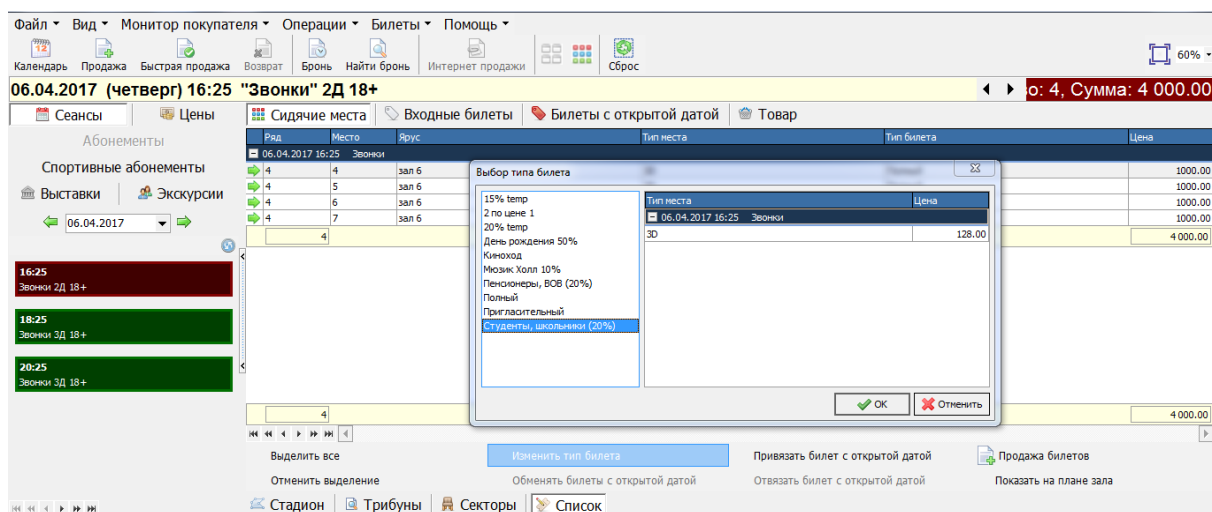 Файл Вид Монитор покупателя Операции Билеты Помощь
Календарь Продажа Быстрая продажа Возврат Бронь Найти бронь Интернет продажи Сброс 60%
06.04.2017 (четверг) 16:25 "Звонки" 2Д 18+ о: 4, Сумма: 4 000.00
Сеансы Цены Сидячие места Входные билеты Билеты с открытой датой Товар
Абонементы
Спортивные абонементы
Выставки Экскурсии
06.04.2017
16:25
Звонки 2Д 18+
18:25
Звонки 3Д 18+
20:25
Звонки 3Д 18+
Ряд Место Ярус Тип места Тип билета Цена
06.04.2017 16:25 Звонки
4 4 зал 6 1000.00
4 5 зал 6 1000.00
4 6 зал 6 1000.00
4 7 зал 6 1000.00
4 4 000.00
Выбор типа билета
15% temp
2 по цене 1
20% temp
День рождения 50%
Киноход
Мюзик Холл 10%
Пенсионеры, ВОВ (20%)
Полный
Пригласительный
Студенты, школьники (20%)
Тип места Цена
06.04.2017 16:25 Звонки
3D 128.00
ОК Отменить
4 4 000.00
Выделить все Изменить тип билета Привязать билет с открытой датой Продажа билетов
Отменить выделение Обменять билеты с открытой датой Отвязать билет с открытой датой Показать на плане зала
Стадион Трибуны Секторы Список